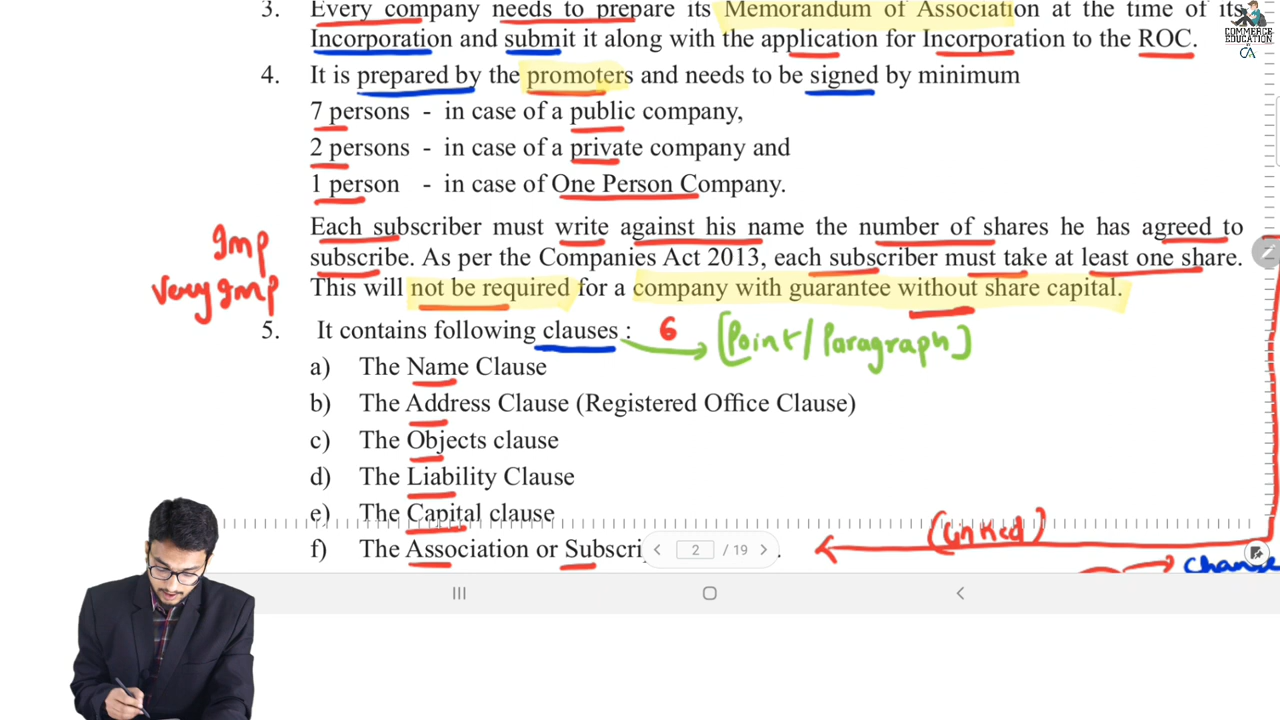 3. Every company needs to prepare its Memorandum of Association at the time of its
Incorporation and submit it along with the application for Incorporation to the ROC.
COMMERCE
EDUCATION
BY
CA
4. It is prepared by the promoters and needs to be signed by minimum
7 persons - in case of a public company,
2 persons - in case of a private company and
1 person - in case of One Person Company.
Imp
Very Imp
Each subscriber must write against his name the number of shares he has agreed to
subscribe. As per the Companies Act 2013, each subscriber must take at least one share.
This will not be required for a company with guarantee without share capital.
5. It contains following clauses : 6 [Point/Paragraph]
a) The Name Clause
b) The Address Clause (Registered Office Clause)
c) The Objects clause
d) The Liability Clause
e) The Capital clause
(Linked)
f) The Association or Subscri
2 / 19
Change